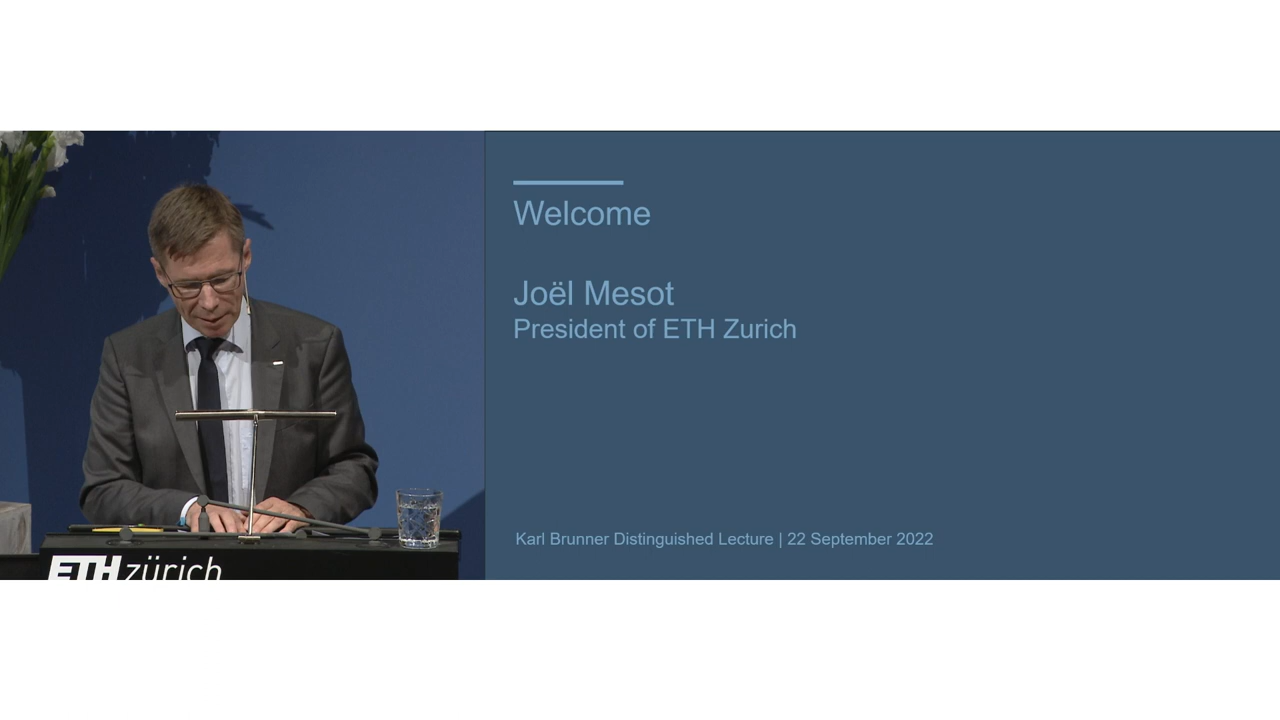 Welcome
Joël Mesot
President of ETH Zurich
Karl Brunner Distinguished Lecture | 22 September 2022
ETH zürich